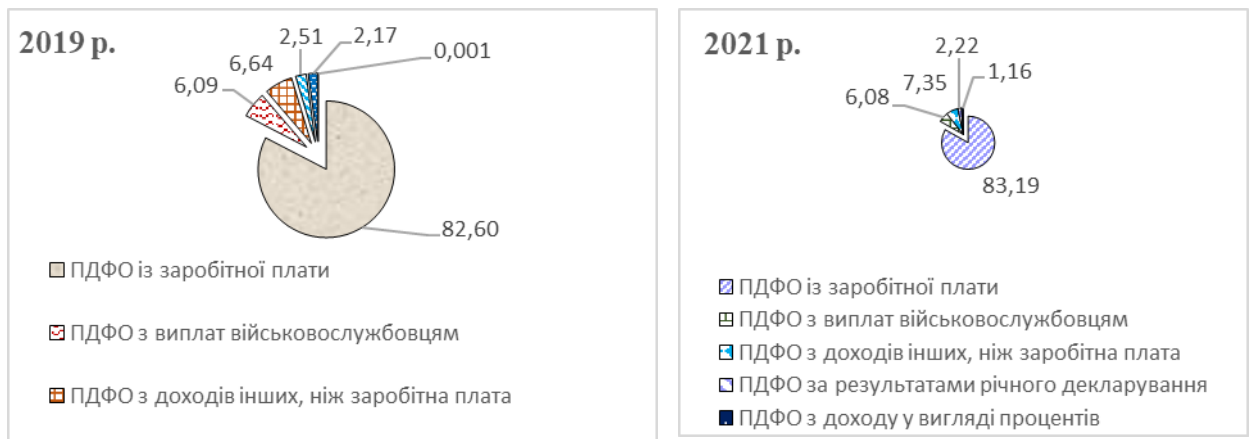 2019 р.
2,51
2,17
0,001
6,64
6,09
82,60
ПДФО із заробітної плати
ПДФО з виплат військовослужбовцям
ПДФО з доходів інших, ніж заробітна плата
2021 р.
2,22
7,35
1,16
6,08
83,19
ПДФО із заробітної плати
ПДФО з виплат військовослужбовцям
ПДФО з доходів інших, ніж заробітна плата
ПДФО за результатами річного декларування
ПДФО з доходу у вигляді процентів